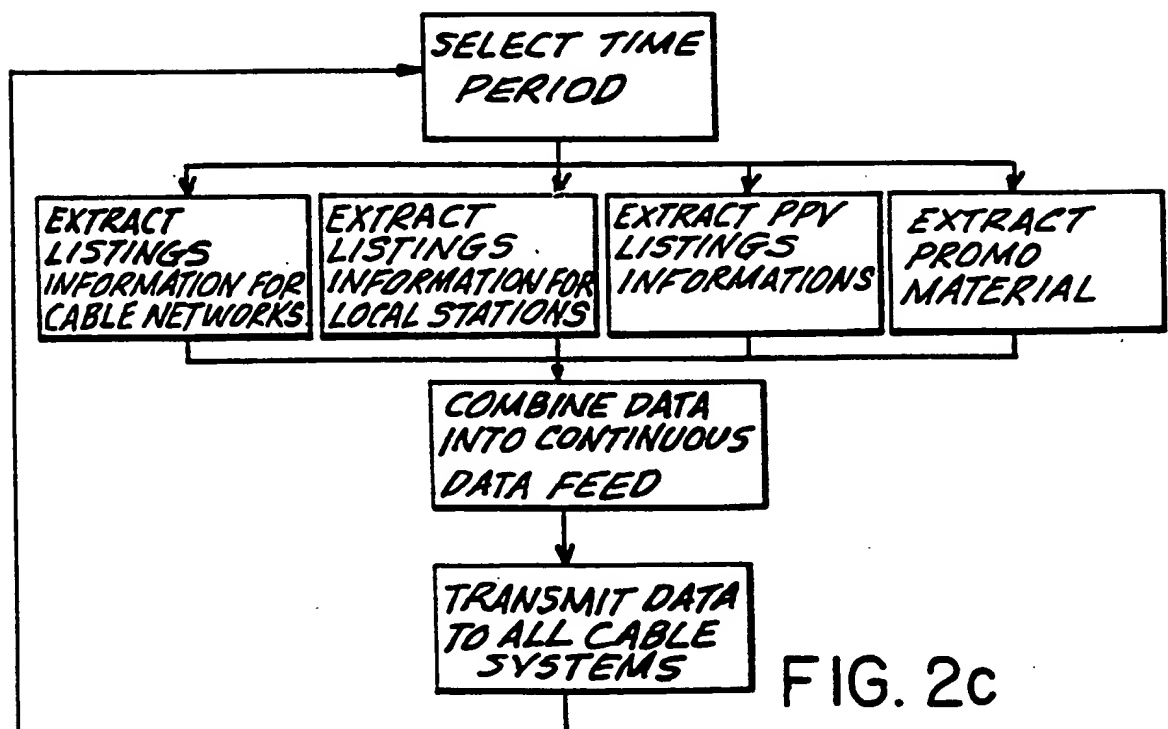 SELECT TIME
PERIOD
EXTRACT
LISTINGS
INFORMATION FOR
CABLE NETWORKS
EXTRACT
LISTINGS
INFORMATION FOR
LOCAL STATIONS
EXTRACT PPV
LISTINGS
INFORMATIONS
EXTRACT
PROMO
MATERIAL
COMBINE DATA
INTO CONTINUOUS
DATA FEED
TRANSMIT DATA
TO ALL CABLE
SYSTEMS
FIG. 2c